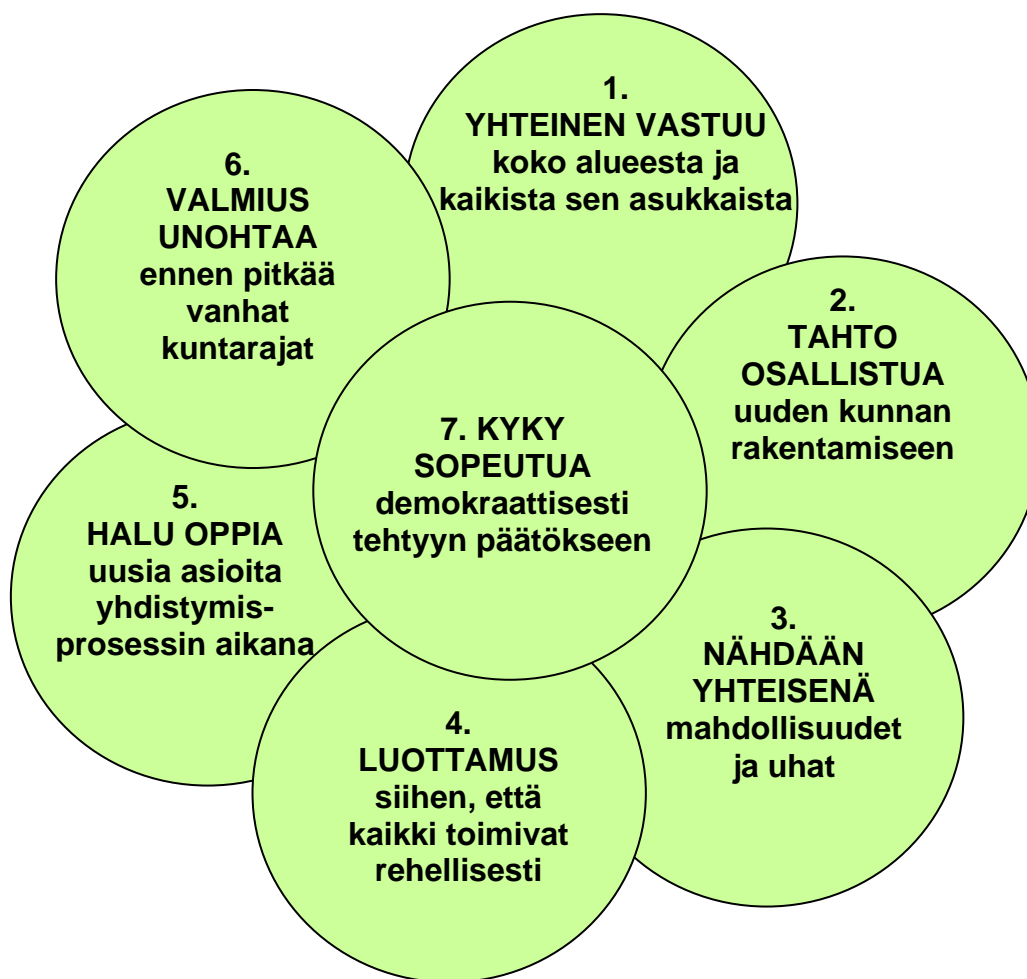 1.
YHTEINEN VASTUU
koko alueesta ja
kaikista sen asukkaista
2.
TAHTO
OSALLISTUA
uuden kunnan
rakentamiseen
3.
NÄHDÄÄN
YHTEISENÄ
mahdollisuudet
ja uhat
4.
LUOTTAMUS
siihen, että
kaikki toimivat
rehellisesti
5.
HALU OPPIA
uusia asioita
yhdistymis-
prosessin aikana
6.
VALMIUS
UNOHTAA
ennen pitkää
vanhat
kuntarajat
7. KYKY
SOPEUTUA
demokraattisesti
tehtyyn päätökseen